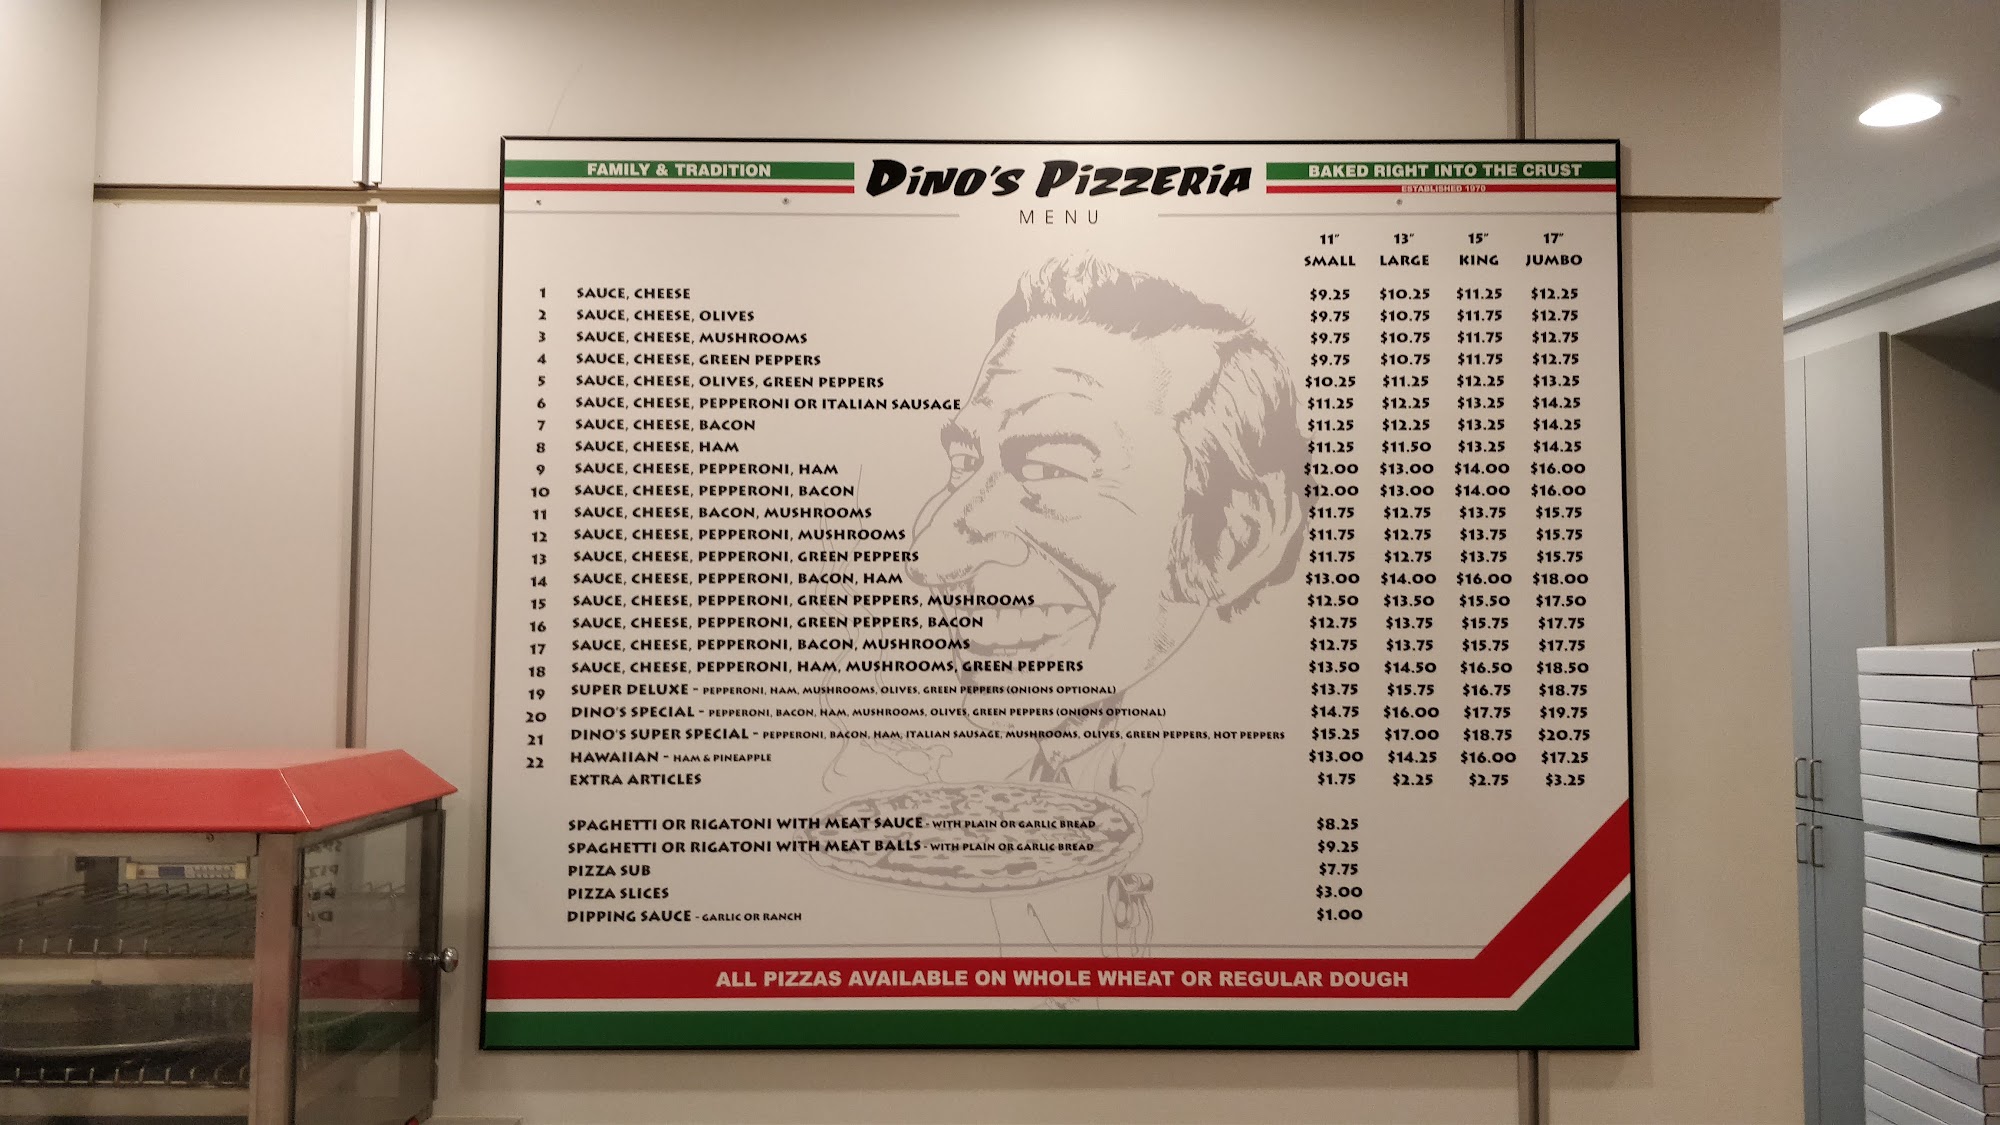 FAMILY & TRADITION DINO'S PIZZERIA BAKED RIGHT INTO THE CRUST
ESTABLISHED 1970
MENU
11" 13" 15" 17"
SMALL LARGE KING JUMBO
1 SAUCE, CHEESE $9.25 $10.25 $11.25 $12.25
2 SAUCE, CHEESE, OLIVES $9.75 $10.75 $11.75 $12.75
3 SAUCE, CHEESE, MUSHROOMS $9.75 $10.75 $11.75 $12.75
4 SAUCE, CHEESE, GREEN PEPPERS $9.75 $10.75 $11.75 $12.75
5 SAUCE, CHEESE, OLIVES, GREEN PEPPERS $10.25 $11.25 $12.25 $13.25
6 SAUCE, CHEESE, PEPPERONI OR ITALIAN SAUSAGE $11.25 $12.25 $13.25 $14.25
7 SAUCE, CHEESE, BACON $11.25 $12.25 $13.25 $14.25
8 SAUCE, CHEESE, HAM $11.25 $11.50 $13.25 $14.25
9 SAUCE, CHEESE, PEPPERONI, HAM $12.00 $13.00 $14.00 $16.00
10 SAUCE, CHEESE, PEPPERONI, BACON $12.00 $13.00 $14.00 $16.00
11 SAUCE, CHEESE, BACON, MUSHROOMS $11.75 $12.75 $13.75 $15.75
12 SAUCE, CHEESE, PEPPERONI, MUSHROOMS $11.75 $12.75 $13.75 $15.75
13 SAUCE, CHEESE, PEPPERONI, GREEN PEPPERS $11.75 $12.75 $13.75 $15.75
14 SAUCE, CHEESE, PEPPERONI, BACON, HAM $13.00 $14.00 $16.00 $18.00
15 SAUCE, CHEESE, PEPPERONI, GREEN PEPPERS, MUSHROOMS $12.50 $13.50 $15.50 $17.50
16 SAUCE, CHEESE, PEPPERONI, GREEN PEPPERS, BACON $12.75 $13.75 $15.75 $17.75
17 SAUCE, CHEESE, PEPPERONI, BACON, MUSHROOMS $12.75 $13.75 $15.75 $17.75
18 SAUCE, CHEESE, PEPPERONI, HAM, MUSHROOMS, GREEN PEPPERS $13.50 $14.50 $16.50 $18.50
19 SUPER DELUXE - PEPPERONI, HAM, MUSHROOMS, OLIVES, GREEN PEPPERS (ONIONS OPTIONAL) $13.75 $15.75 $16.75 $18.75
20 DINO'S SPECIAL - PEPPERONI, BACON, HAM, MUSHROOMS, OLIVES, GREEN PEPPERS (ONIONS OPTIONAL) $14.75 $16.00 $17.75 $19.75
21 DINO'S SUPER SPECIAL - PEPPERONI, BACON, HAM, ITALIAN SAUSAGE, MUSHROOMS, OLIVES, GREEN PEPPERS, HOT PEPPERS $15.25 $17.00 $18.75 $20.75
22 HAWAIIAN - HAM & PINEAPPLE $13.00 $14.25 $16.00 $17.25
EXTRA ARTICLES $1.75 $2.25 $2.75 $3.25
SPAGHETTI OR RIGATONI WITH MEAT SAUCE - WITH PLAIN OR GARLIC BREAD $8.25
SPAGHETTI OR RIGATONI WITH MEAT BALLS - WITH PLAIN OR GARLIC BREAD $9.25
PIZZA SUB $7.75
PIZZA SLICES $3.00
DIPPING SAUCE - GARLIC OR RANCH $1.00
ALL PIZZAS AVAILABLE ON WHOLE WHEAT OR REGULAR DOUGH